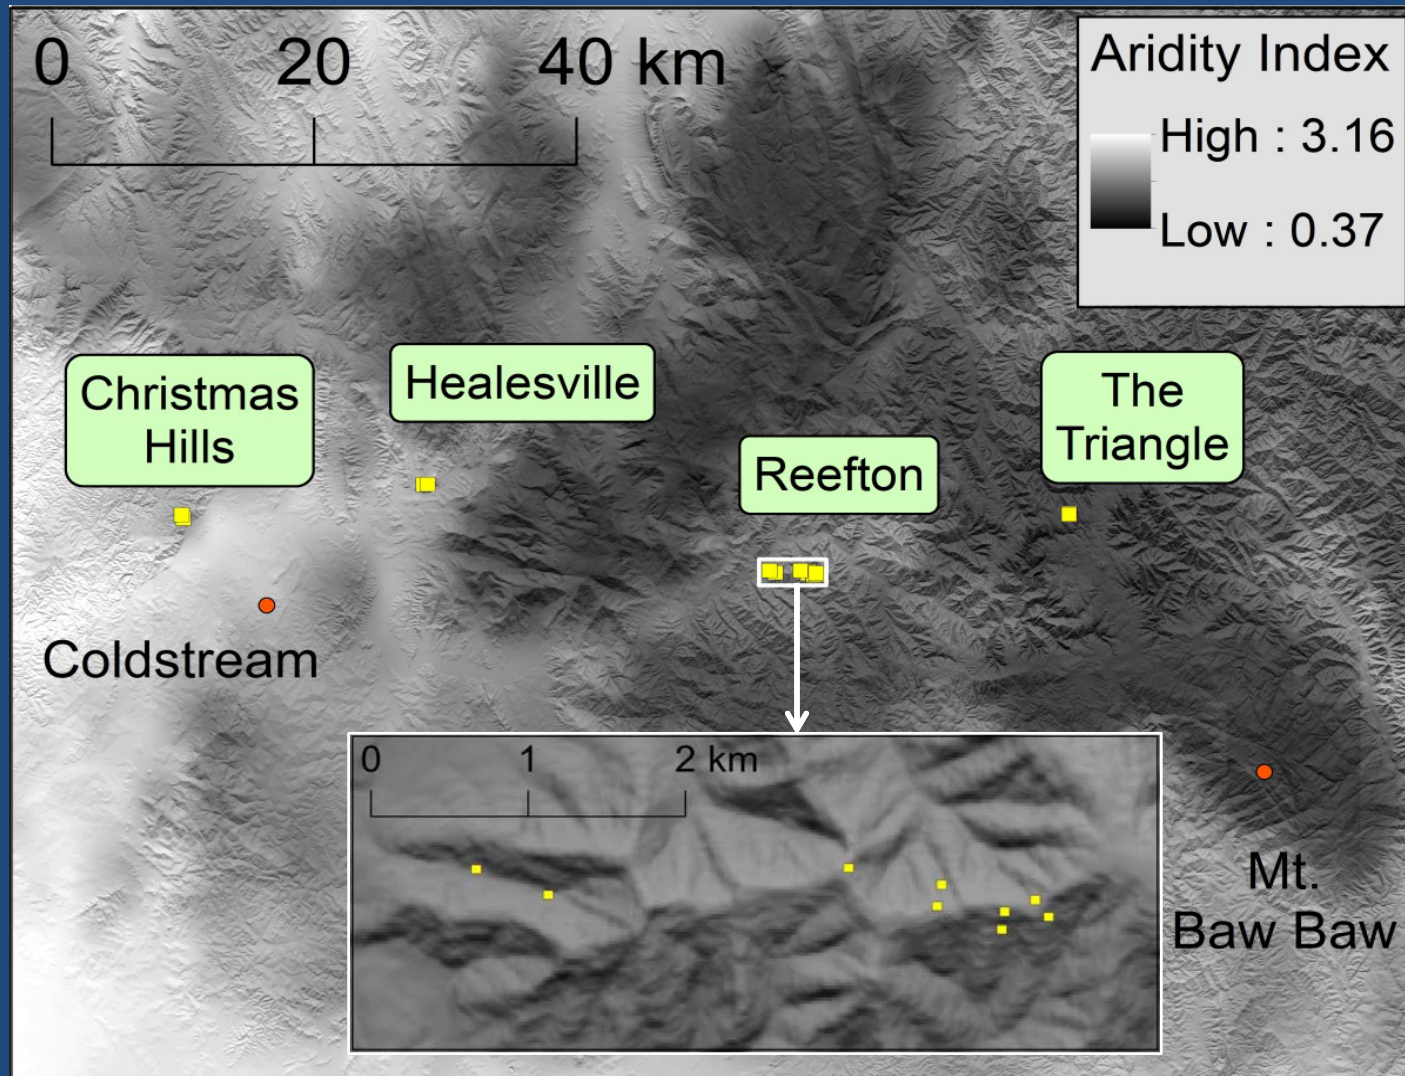 0 20 40 km
Aridity Index
High : 3.16
Low : 0.37
Christmas
Hills
Healesville
Reefton
The
Triangle
Coldstream
0 1 2 km
Mt.
Baw Baw